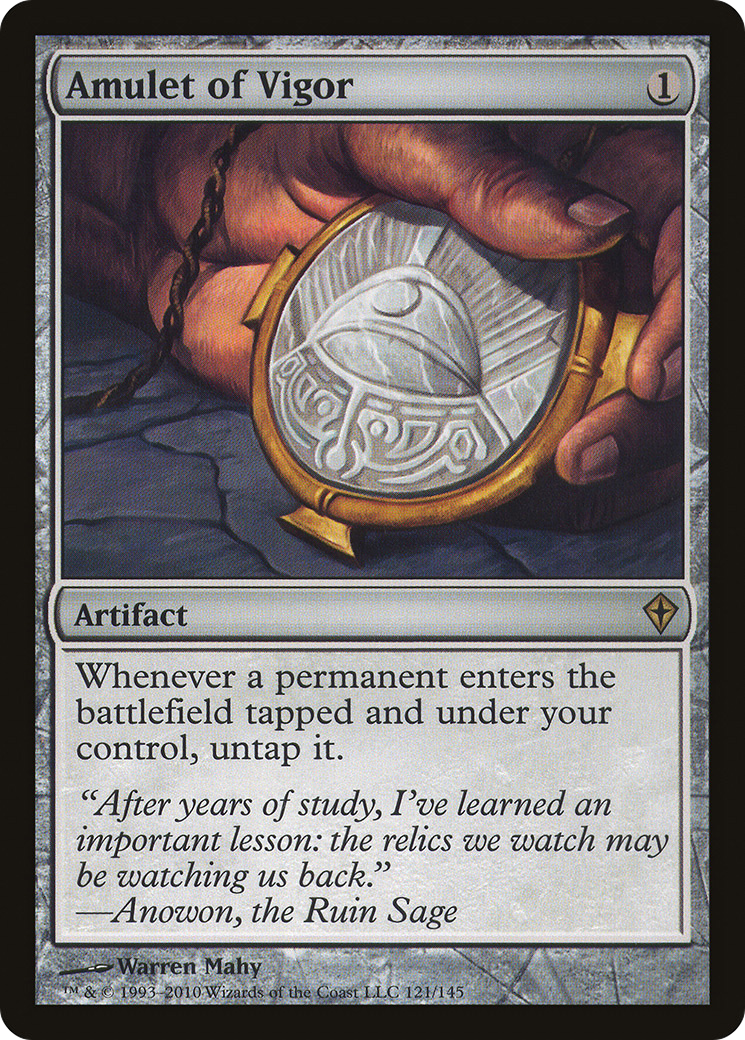 Amulet of Vigor 1
Artifact
Whenever a permanent enters the
battlefield tapped and under your
control, untap it.
“After years of study, I’ve learned an
important lesson: the relics we watch may
be watching us back.”
—Anowon, the Ruin Sage
Warren Mahy
™ & © 1993–2010 Wizards of the Coast LLC 121/145